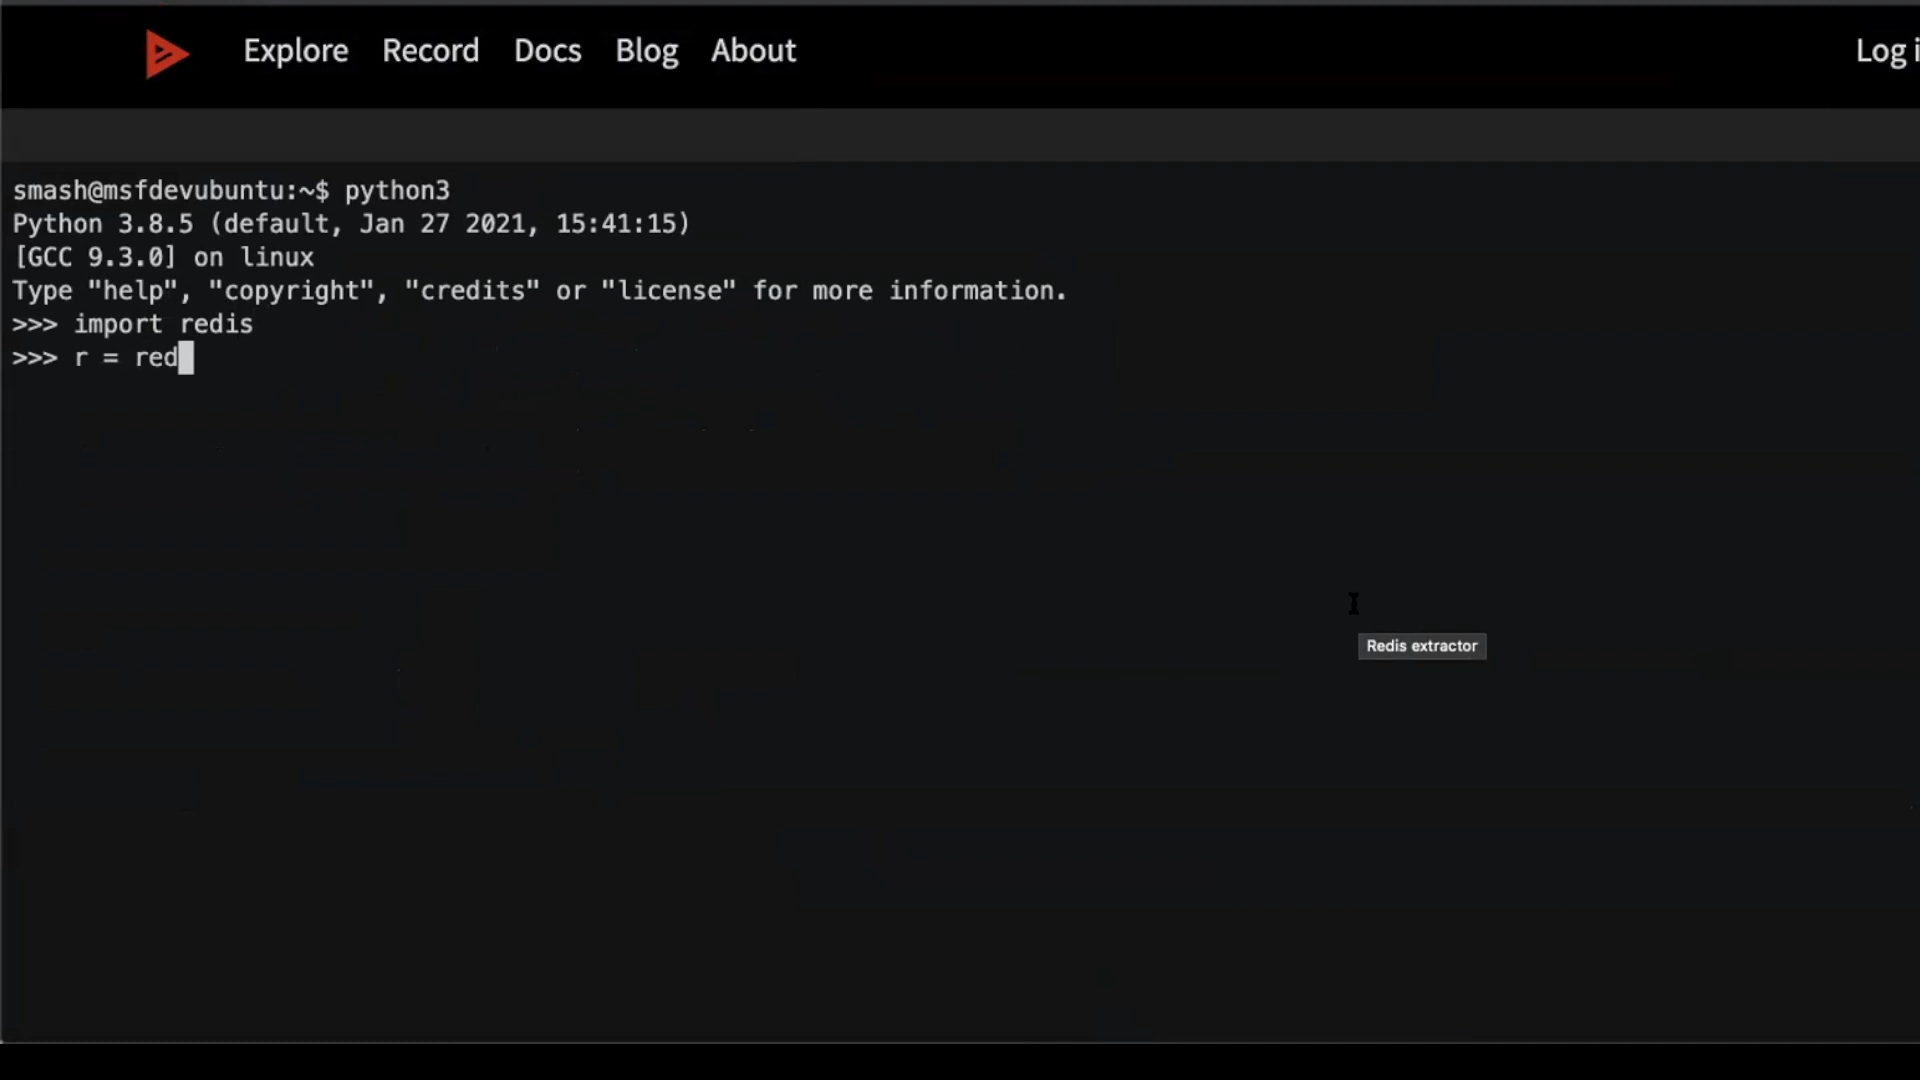 Explore Record Docs Blog About Log i
smash@msfdevubuntu:~$ python3
Python 3.8.5 (default, Jan 27 2021, 15:41:15)
[GCC 9.3.0] on linux
Type "help", "copyright", "credits" or "license" for more information.
>>> import redis
>>> r = red
Redis extractor